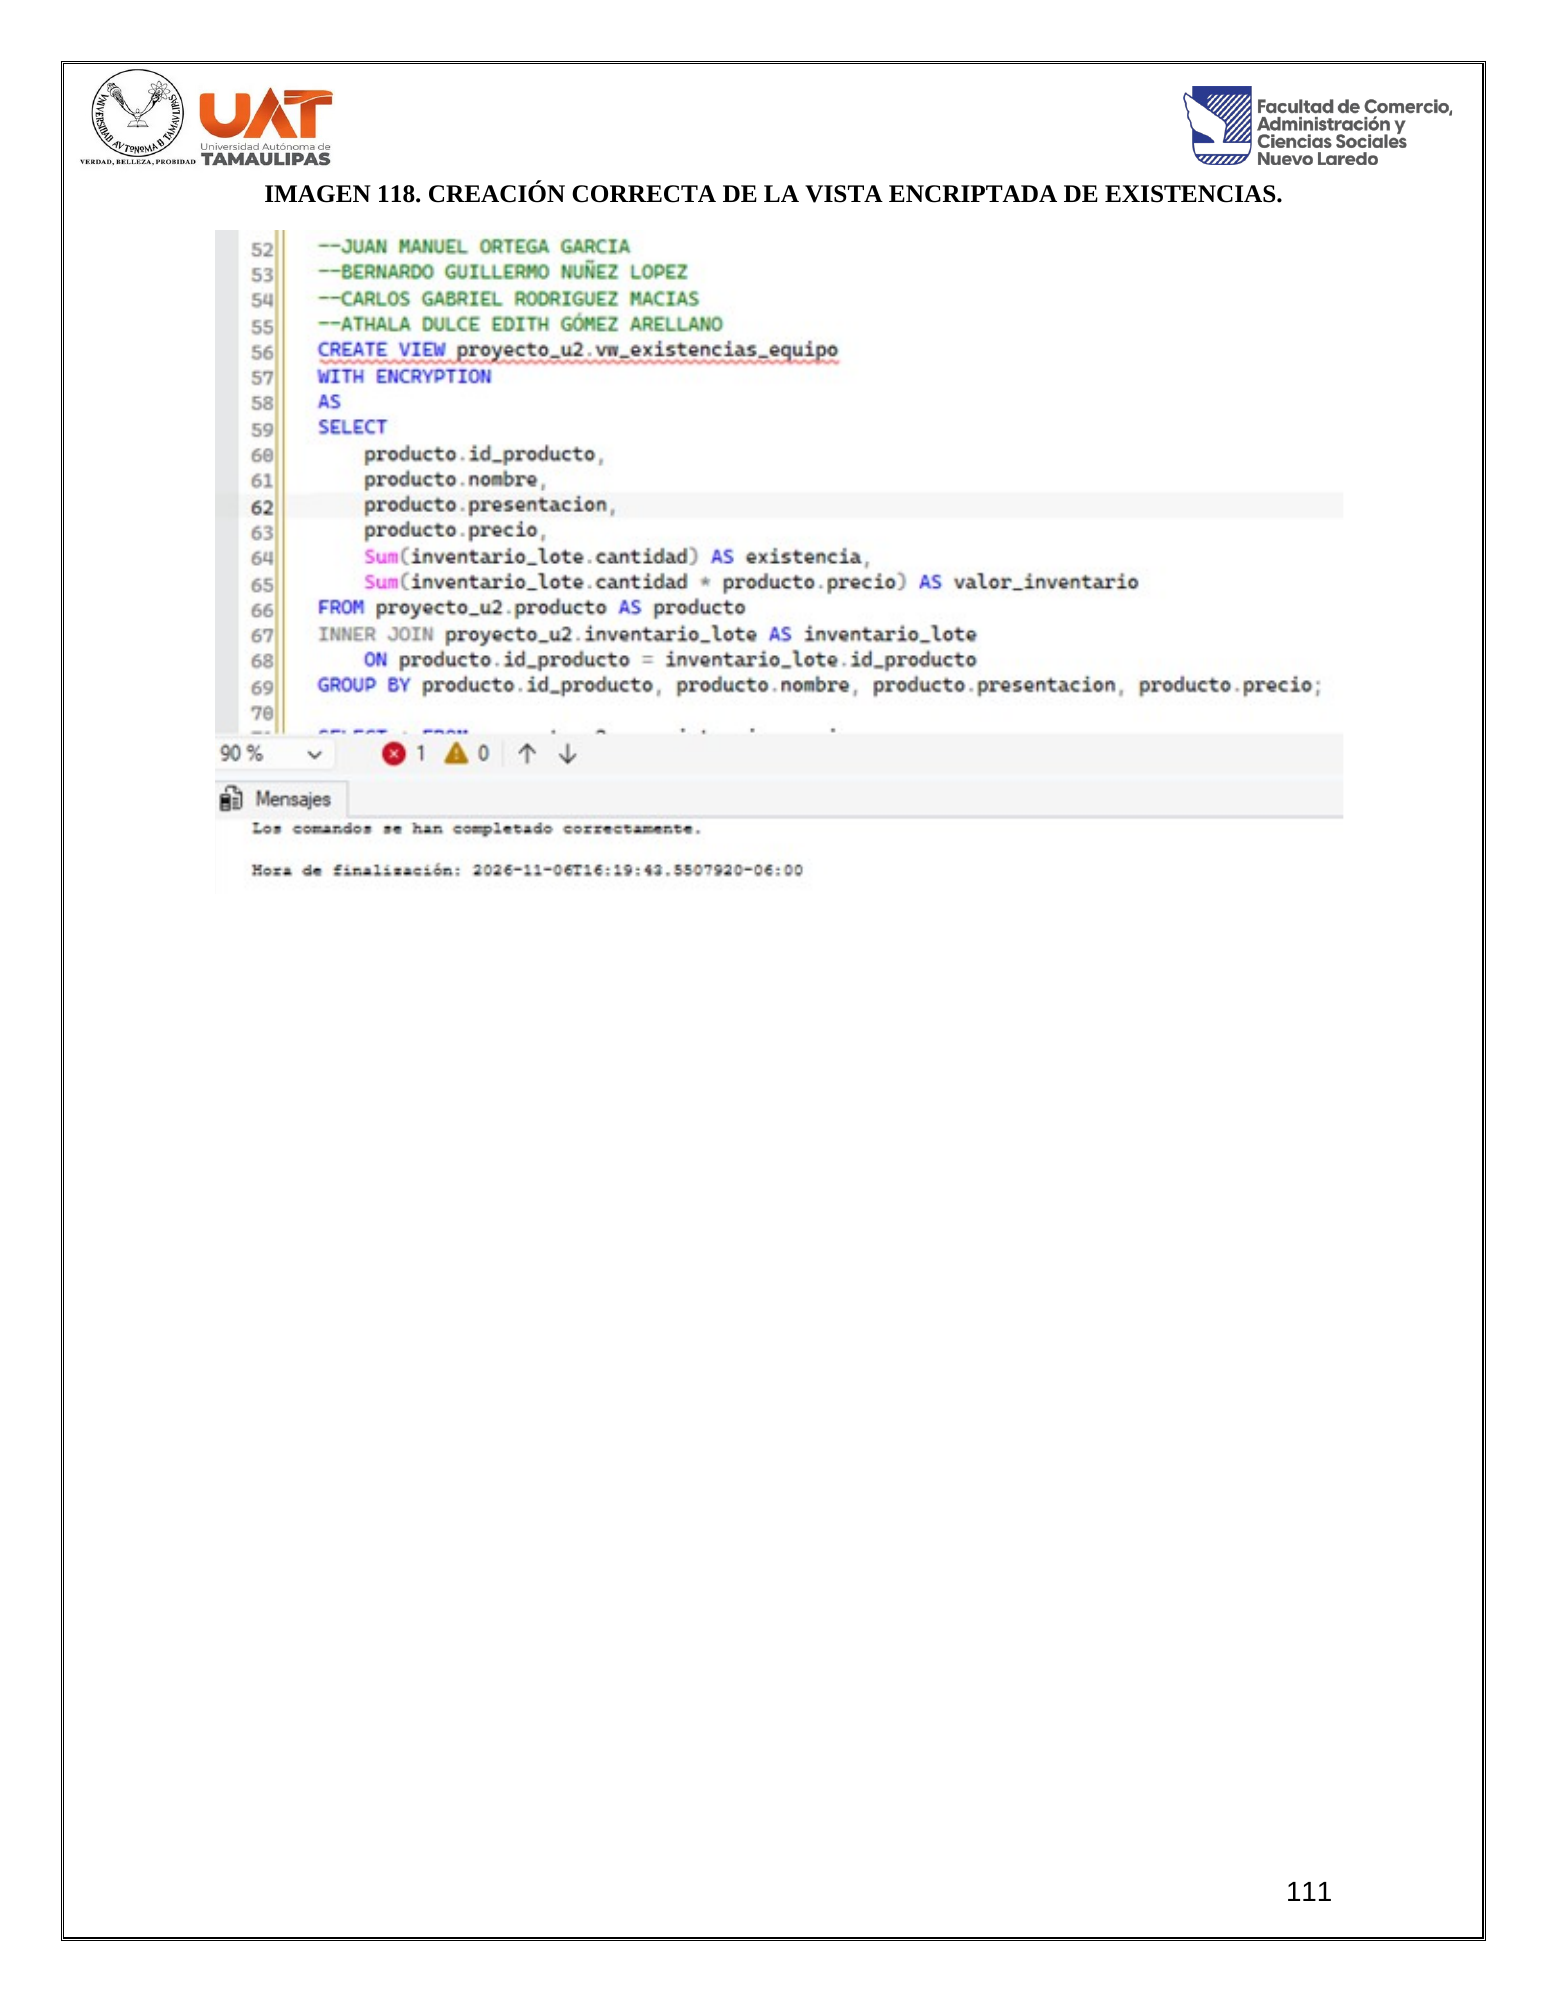 VNIVERSIDAD AVTONOMA D TAMAVLIPAS
VERDAD, BELLEZA, PROBIDAD
UAT
Universidad Autónoma de
TAMAULIPAS
Facultad de Comercio,
Administración y
Ciencias Sociales
Nuevo Laredo
IMAGEN 118. CREACIÓN CORRECTA DE LA VISTA ENCRIPTADA DE EXISTENCIAS.
52 --JUAN MANUEL ORTEGA GARCIA
53 --BERNARDO GUILLERMO NUÑEZ LOPEZ
54 --CARLOS GABRIEL RODRIGUEZ MACIAS
55 --ATHALA DULCE EDITH GÓMEZ ARELLANO
56 CREATE VIEW proyecto_u2.vw_existencias_equipo
57 WITH ENCRYPTION
58 AS
59 SELECT
60 producto.id_producto,
61 producto.nombre,
62 producto.presentacion,
63 producto.precio,
64 Sum(inventario_lote.cantidad) AS existencia,
65 Sum(inventario_lote.cantidad * producto.precio) AS valor_inventario
66 FROM proyecto_u2.producto AS producto
67 INNER JOIN proyecto_u2.inventario_lote AS inventario_lote
68 ON producto.id_producto = inventario_lote.id_producto
69 GROUP BY producto.id_producto, producto.nombre, producto.presentacion, producto.precio;
70
90 % 1 0
Mensajes
Los comandos se han completado correctamente.
Hora de finalización: 2026-11-06T16:19:43.5507920-06:00
111